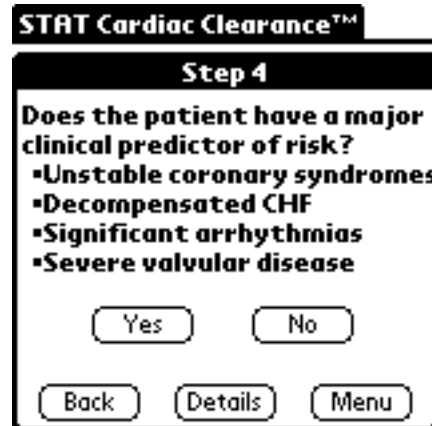 STAT Cardiac Clearance™
Step 4
Does the patient have a major
clinical predictor of risk?
▪Unstable coronary syndromes
▪Decompensated CHF
▪Significant arrhythmias
▪Severe valvular disease
Yes No
Back Details Menu